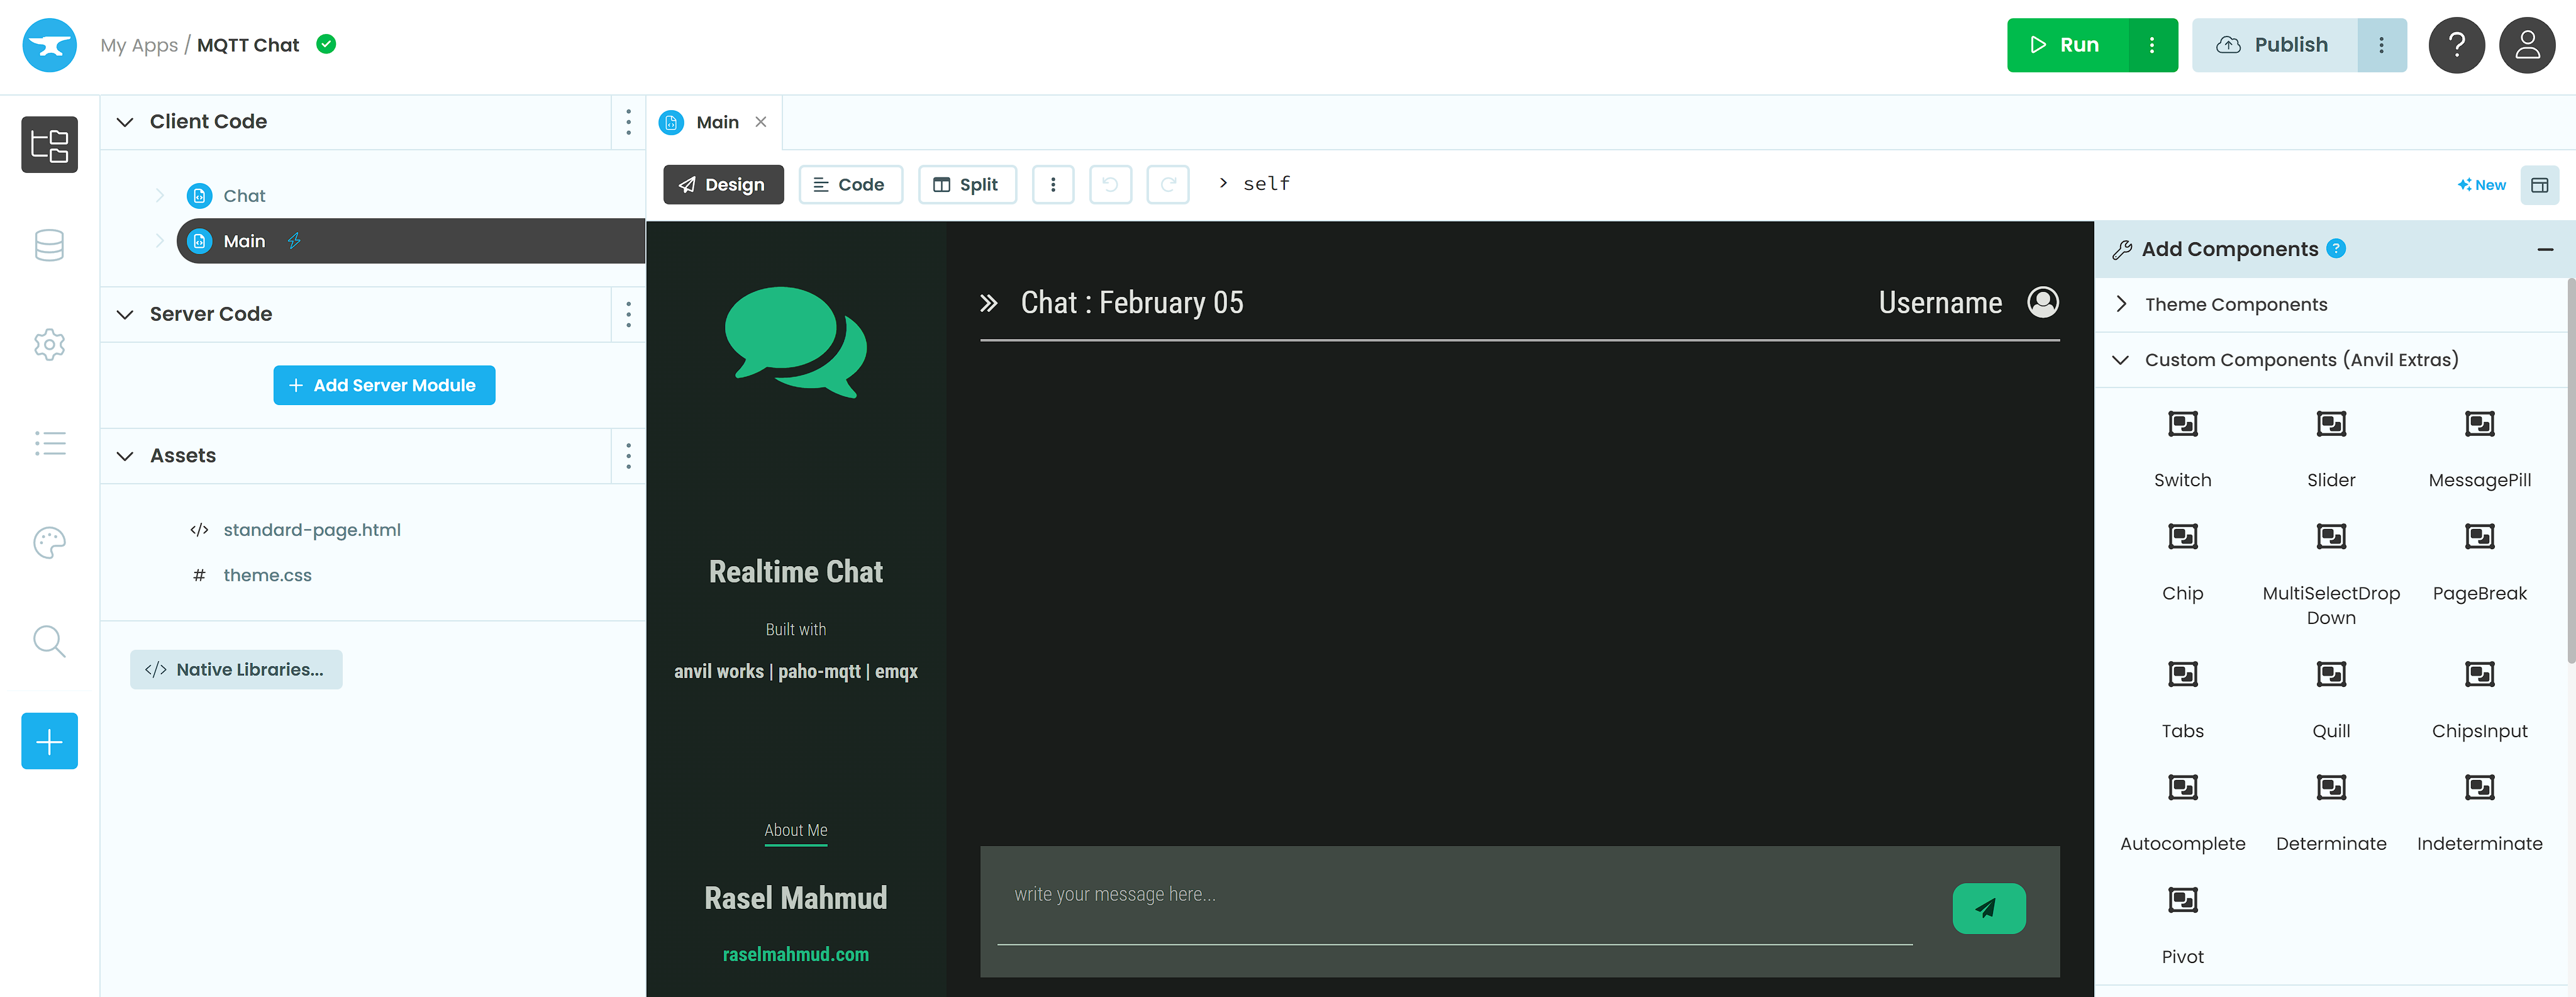 My Apps / MQTT Chat
Run
Publish
?
Client Code
Chat
Main
Server Code
+ Add Server Module
Assets
</> standard-page.html
# theme.css
</> Native Libraries...
Main ×
Design
Code
Split
> self
New
Realtime Chat
Built with
anvil works | paho-mqtt | emqx
About Me
Rasel Mahmud
raselmahmud.com
Chat : February 05
Username
write your message here...
Add Components ?
Theme Components
Custom Components (Anvil Extras)
Switch
Slider
MessagePill
Chip
MultiSelectDrop
Down
PageBreak
Tabs
Quill
ChipsInput
Autocomplete
Determinate
Indeterminate
Pivot